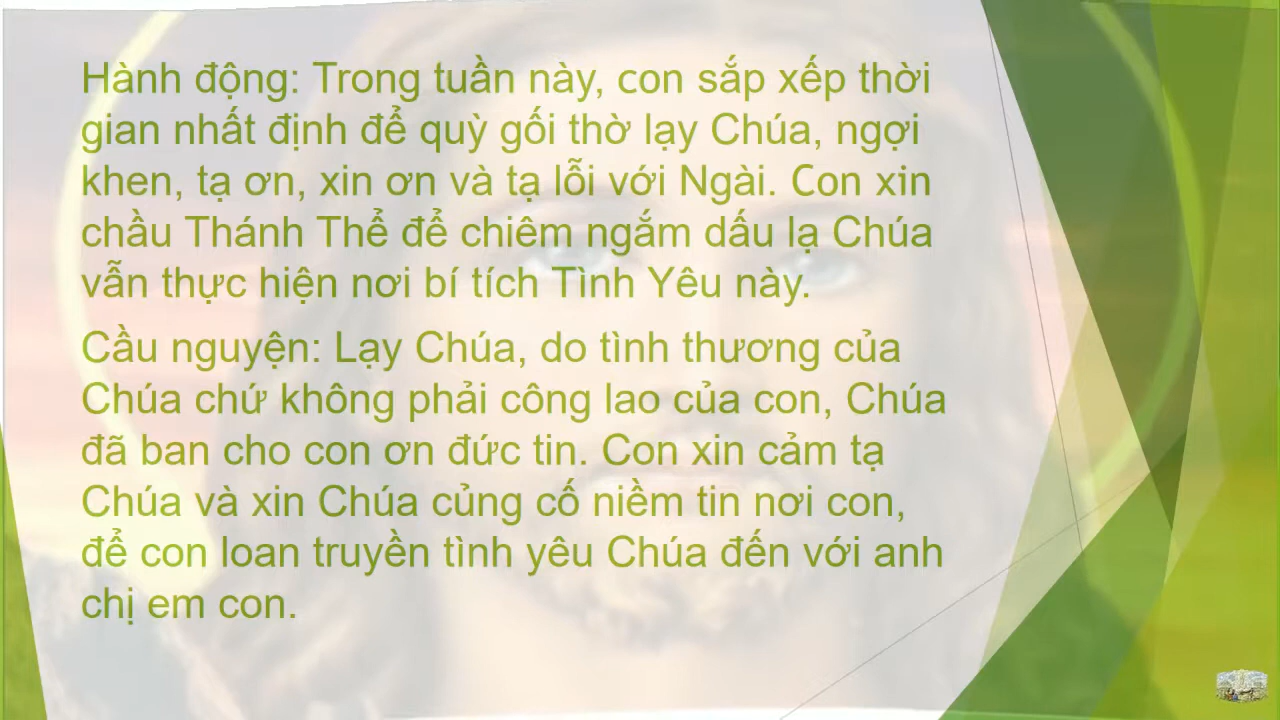 Hành động: Trong tuần này, con sắp xếp thời
gian nhất định để quỳ gối thờ lạy Chúa, ngợi
khen, tạ ơn, xin ơn và tạ lỗi với Ngài. Con xin
chầu Thánh Thể để chiêm ngắm dấu lạ Chúa
vẫn thực hiện nơi bí tích Tình Yêu này.
Cầu nguyện: Lạy Chúa, do tình thương của
Chúa chứ không phải công lao của con, Chúa
đã ban cho con ơn đức tin. Con xin cảm tạ
Chúa và xin Chúa củng cố niềm tin nơi con,
để con loan truyền tình yêu Chúa đến với anh
chị em con.